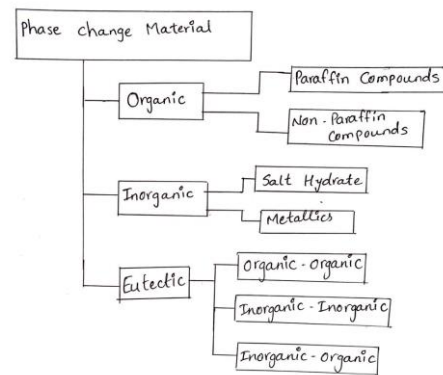 Phase change Material
Organic
Paraffin Compounds
Non-Paraffin
Compounds
Inorganic
Salt Hydrate
Metallics
Eutectic
Organic-Organic
Inorganic-Inorganic
Inorganic-Organic